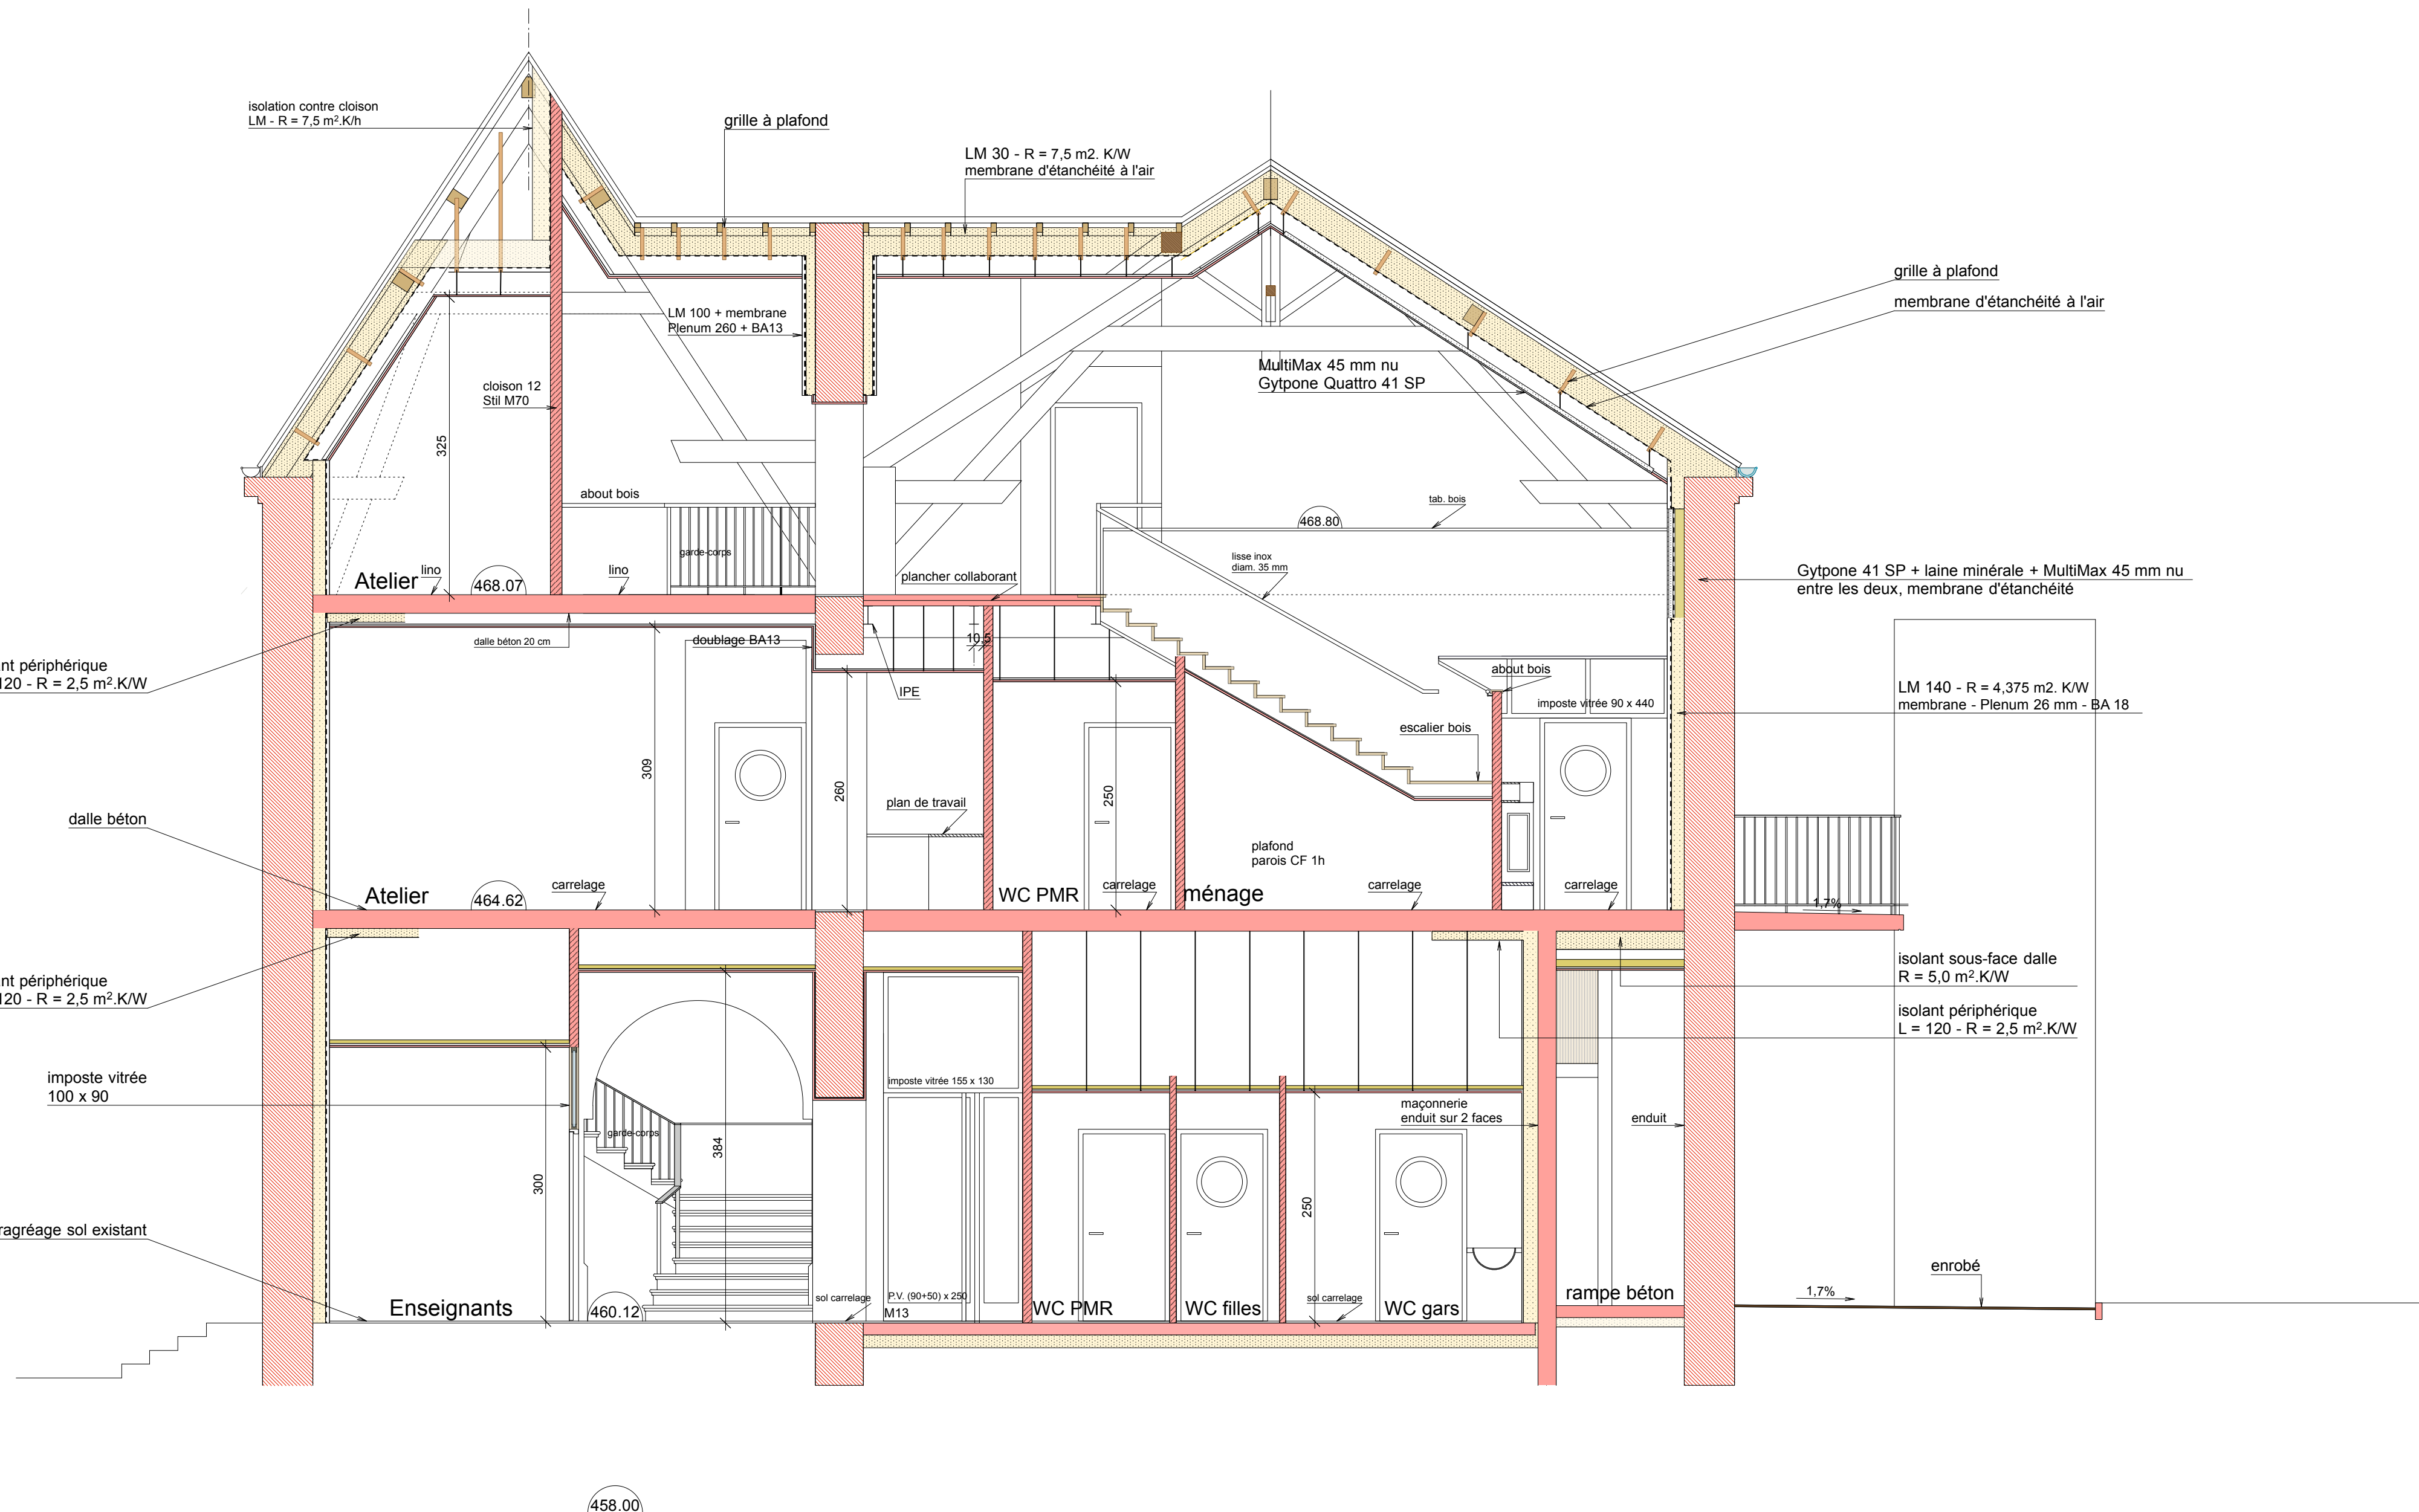 isolation contre cloison
LM - R = 7,5 m².K/h
grille à plafond
LM 30 - R = 7,5 m2. K/W
membrane d'étanchéité à l'air
grille à plafond
membrane d'étanchéité à l'air
LM 100 + membrane
Plenum 260 + BA13
MultiMax 45 mm nu
Gytpone Quattro 41 SP
cloison 12
Stil M70
325
about bois
tab. bois
468.80
garde-corps
lisse inox
diam. 35 mm
Atelier
lino
468.07
lino
plancher collaborant
Gytpone 41 SP + laine minérale + MultiMax 45 mm nu
entre les deux, membrane d'étanchéité
dalle béton 20 cm
doublage BA13
10,5
nt périphérique
120 - R = 2,5 m².K/W
IPE
about bois
imposte vitrée 90 x 440
LM 140 - R = 4,375 m2. K/W
membrane - Plenum 26 mm - BA 18
escalier bois
309
260
250
plan de travail
dalle béton
plafond
parois CF 1h
Atelier
464.62
carrelage
WC PMR
carrelage
ménage
carrelage
carrelage
1,7%
nt périphérique
120 - R = 2,5 m².K/W
isolant sous-face dalle
R = 5,0 m².K/W
isolant périphérique
L = 120 - R = 2,5 m².K/W
imposte vitrée
100 x 90
imposte vitrée 155 x 130
maçonnerie
enduit sur 2 faces
enduit
garde-corps
384
300
250
ragréage sol existant
enrobé
1,7%
Enseignants
460.12
sol carrelage
P.V. (90+50) x 250
M13
WC PMR
WC filles
sol carrelage
WC gars
rampe béton
458.00